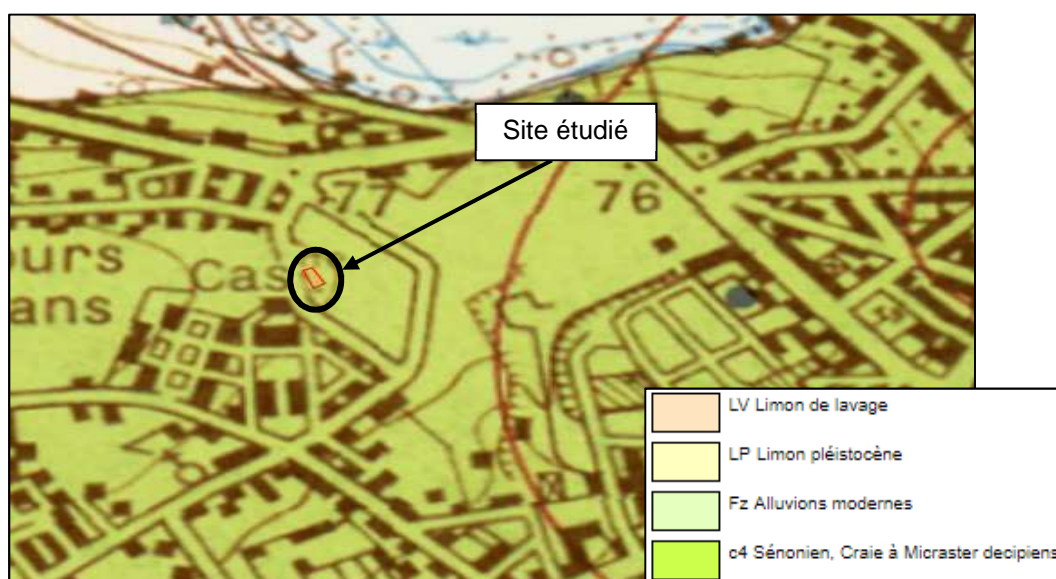 Site étudié
77
76
ours
Cas
ans
LV Limon de lavage
LP Limon pléistocène
Fz Alluvions modernes
c4 Sénonien, Craie à Micraster decipiens